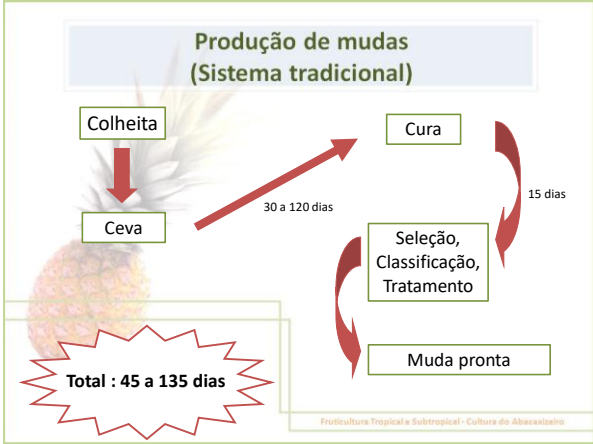 Produção de mudas
(Sistema tradicional)
Colheita
Ceva
30 a 120 dias
Cura
15 dias
Seleção,
Classificação,
Tratamento
Muda pronta
Total : 45 a 135 dias
Fruticultura Tropical e Subtropical - Cultura do Abacaxizeiro